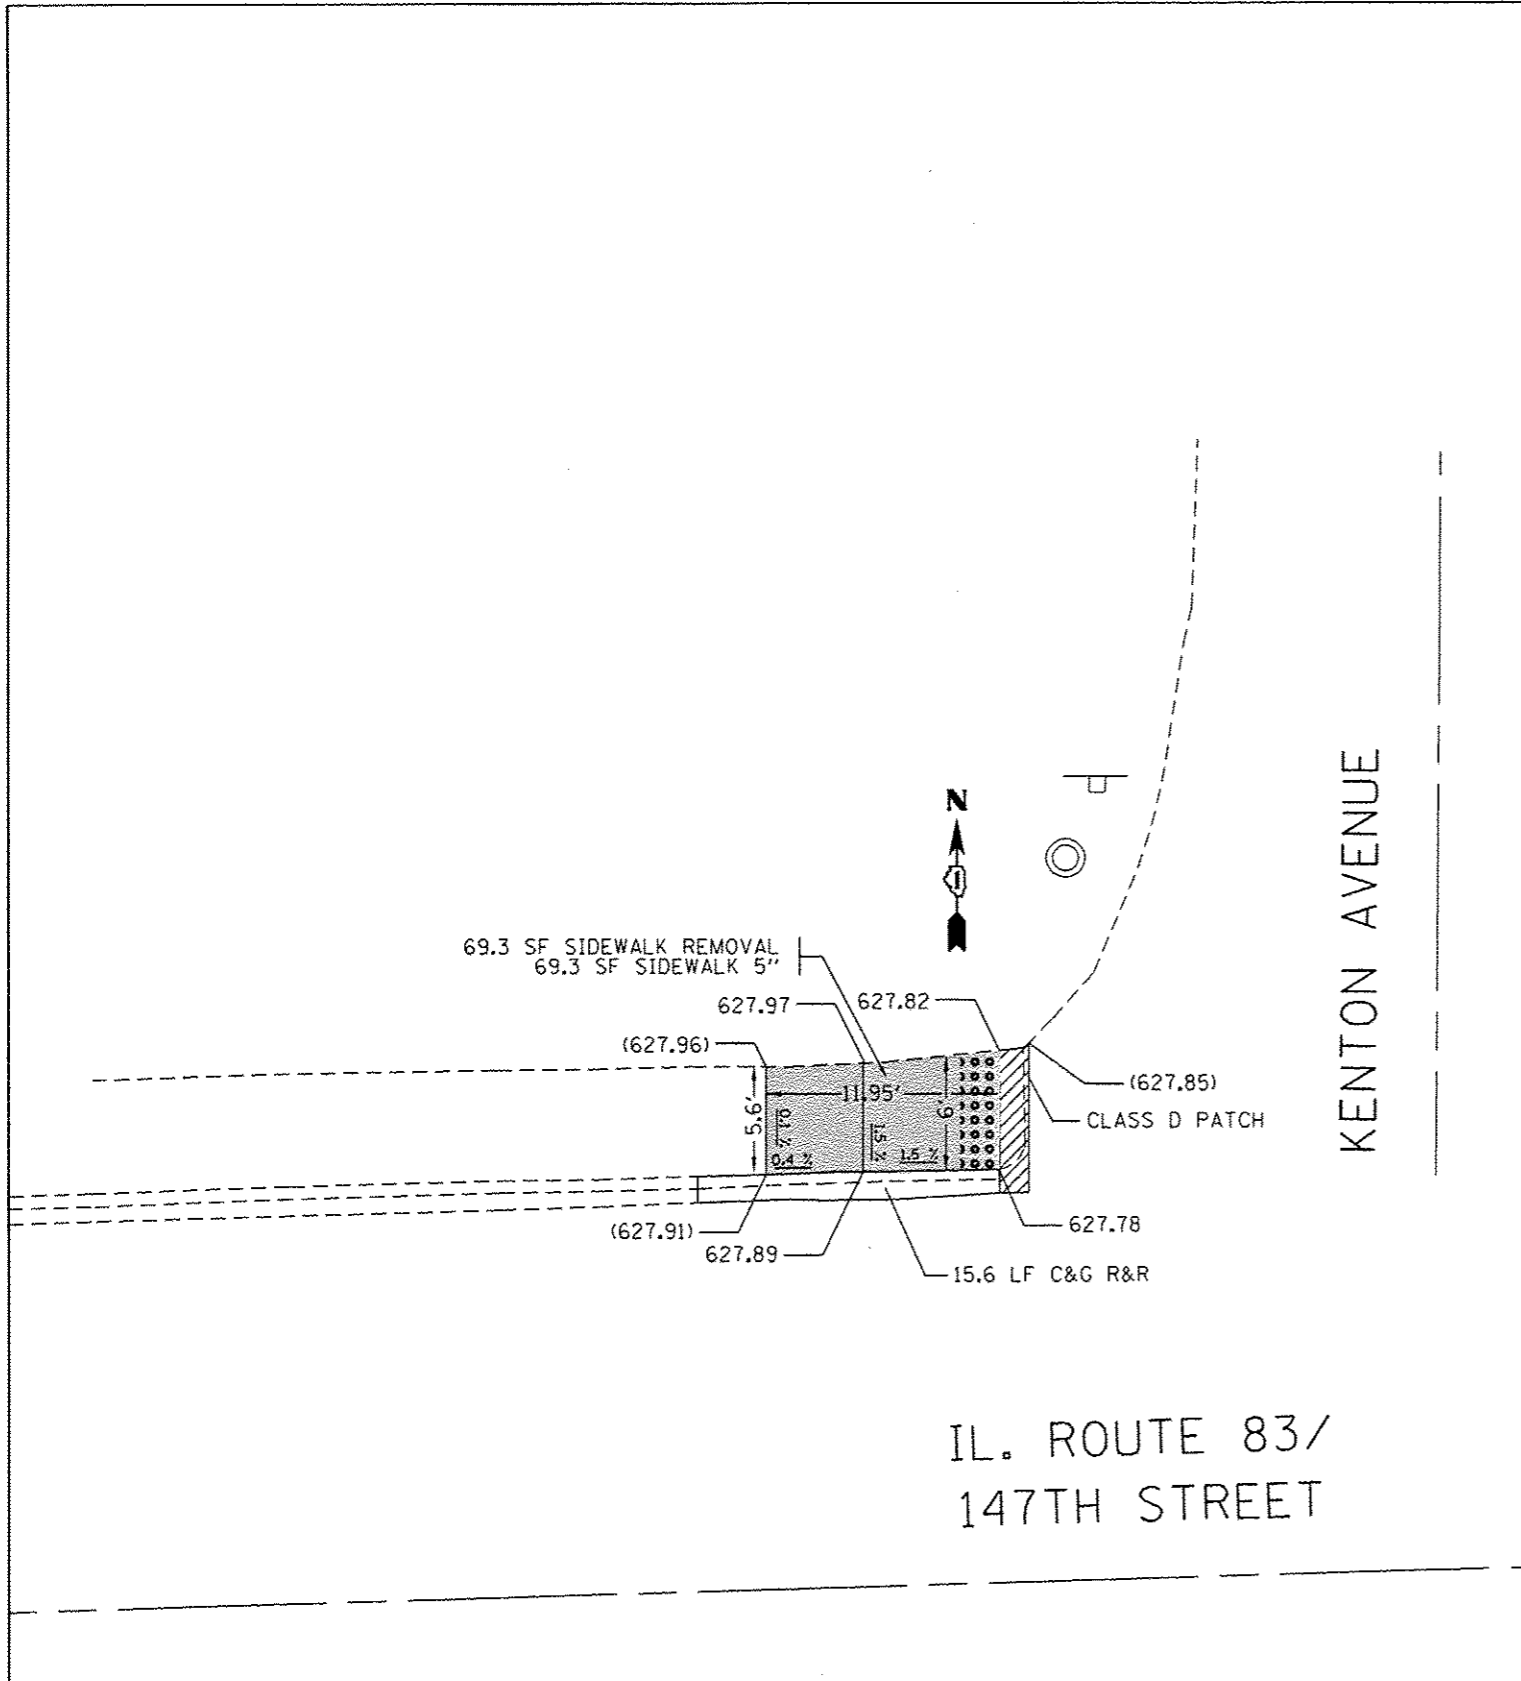 KENTON AVENUE
N
69.3 SF SIDEWALK REMOVAL
69.3 SF SIDEWALK 5"
627.97
627.82
(627.96)
(627.85)
11.95'
5.6'
6'
CLASS D PATCH
0.1 %
1.5 %
0.4 %
1.5 %
(627.91)
627.89
627.78
15.6 LF C&G R&R
IL. ROUTE 83/
147TH STREET